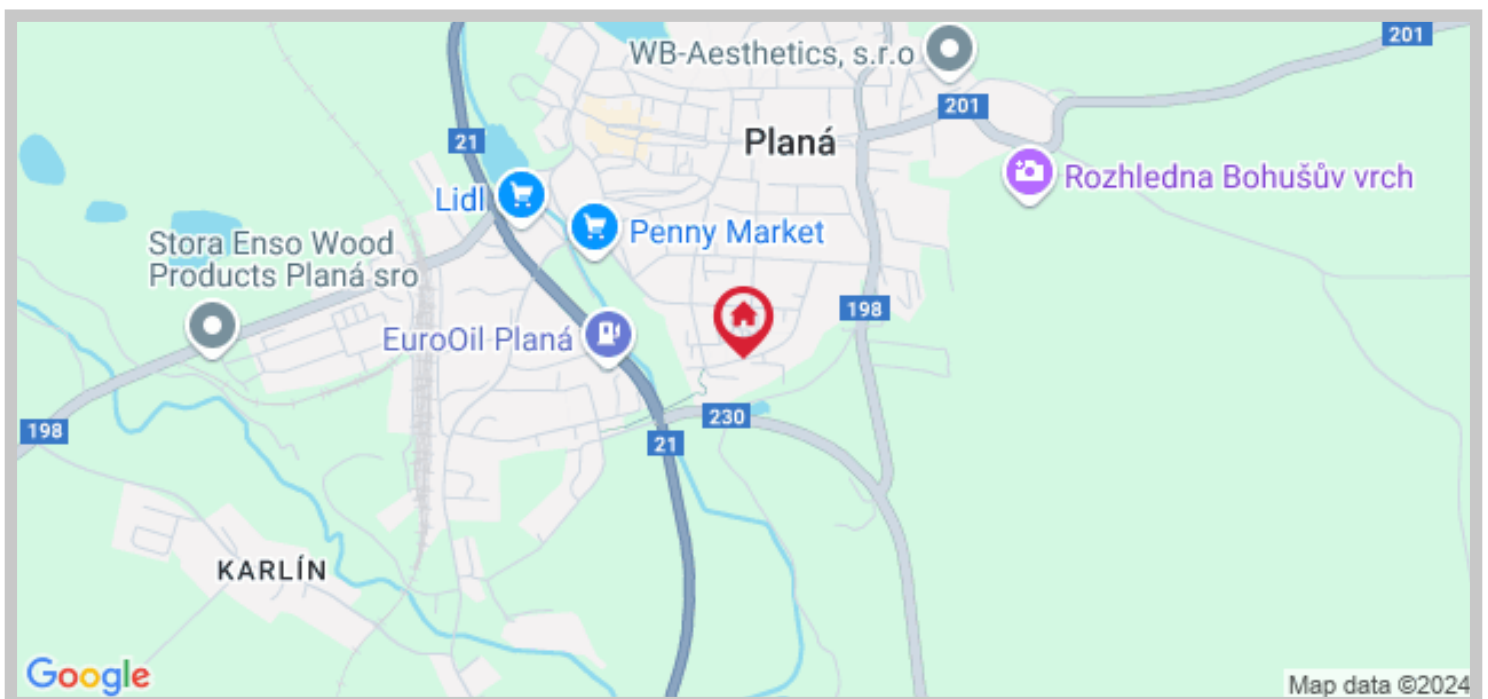 201
WB-Aesthetics, s.r.o
201
21
Planá
Rozhledna Bohušův vrch
Lidl
Penny Market
Stora Enso Wood
Products Planá sro
198
EuroOil Planá
230
198
21
KARLÍN
Google
Map data ©2024